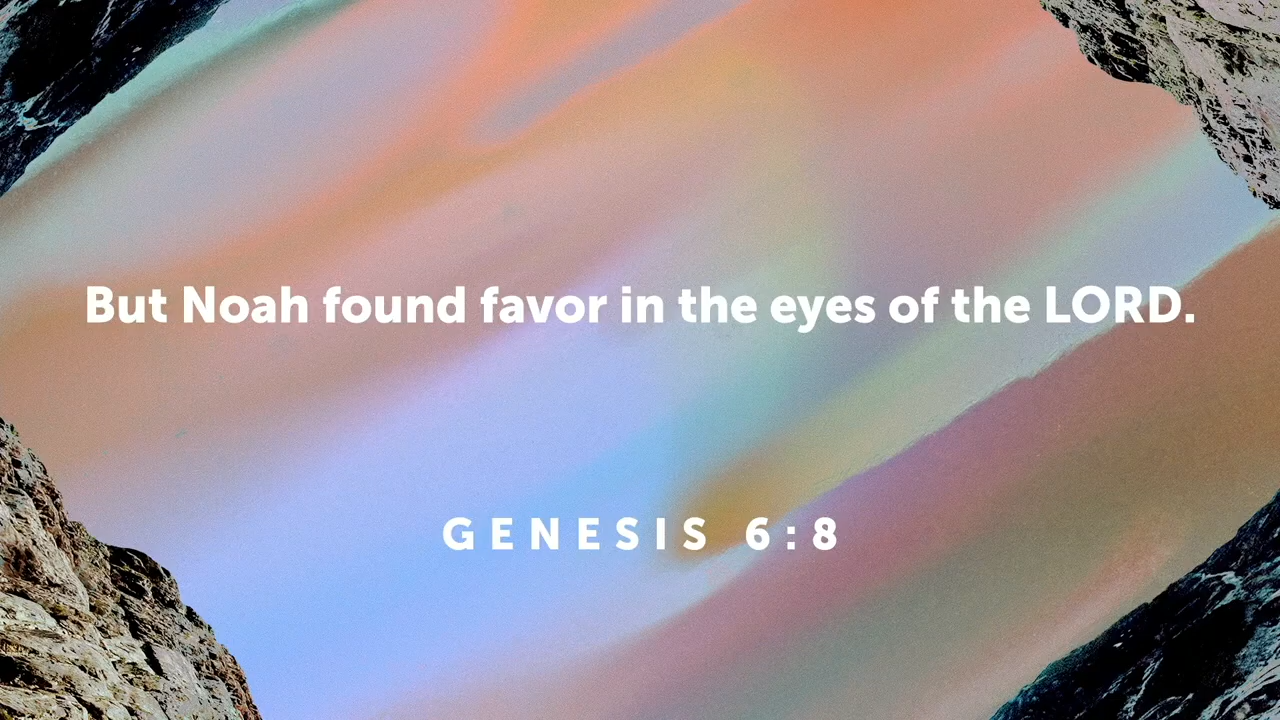 But Noah found favor in the eyes of the LORD.
GENESIS 6:8